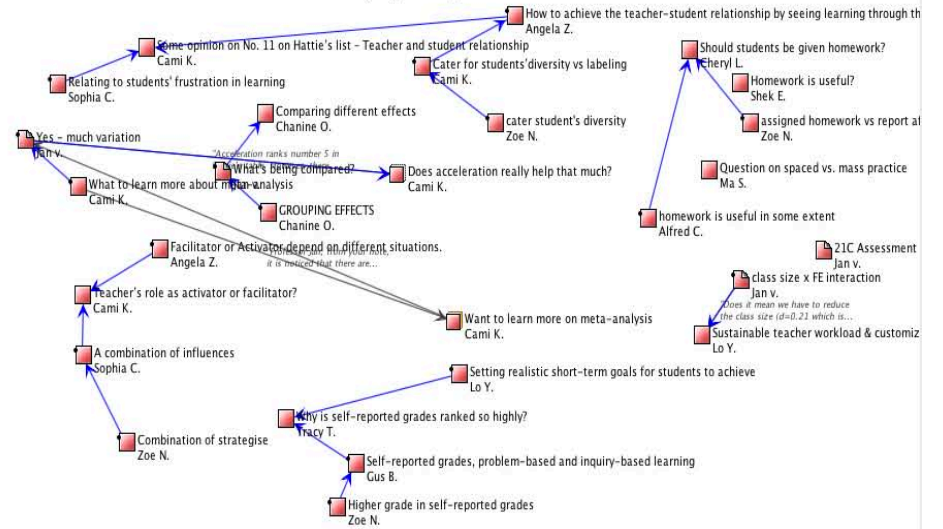 How to achieve the teacher-student relationship by seeing learning through th
Angela Z.
Some opinion on No. 11 on Hattie's list - Teacher and student relationship
Cami K.
Should students be given homework?
Cheryl L.
Cater for students'diversity vs labeling
Cami K.
Relating to students' frustration in learning
Sophia C.
Homework is useful?
Shek E.
Comparing different effects
Chanine O.
cater student's diversity
Zoe N.
assigned homework vs report af
Zoe N.
Yes - much variation
Jan v.
"Acceleration ranks number 5 in
What's being compared?
Jan v.
Does acceleration really help that much?
Cami K.
Question on spaced vs. mass practice
Ma S.
What to learn more about meta-analysis
Cami K.
GROUPING EFFECTS
Chanine O.
homework is useful in some extent
Alfred C.
Facilitator or Activator,depend on different situations.
Angela Z.
"Professor Jan, from your note,
it is noticed that there are...
21C Assessment
Jan v.
class size x FE interaction
Jan v.
"Does it mean we have to reduce
the class size (d=0.21 which is...
Teacher's role as activator or facilitator?
Cami K.
Want to learn more on meta-analysis
Cami K.
Sustainable teacher workload & customiz
Lo Y.
A combination of influences
Sophia C.
Setting realistic short-term goals for students to achieve
Lo Y.
Why is self-reported grades ranked so highly?
Tracy T.
Combination of strategise
Zoe N.
Self-reported grades, problem-based and inquiry-based learning
Gus B.
Higher grade in self-reported grades
Zoe N.